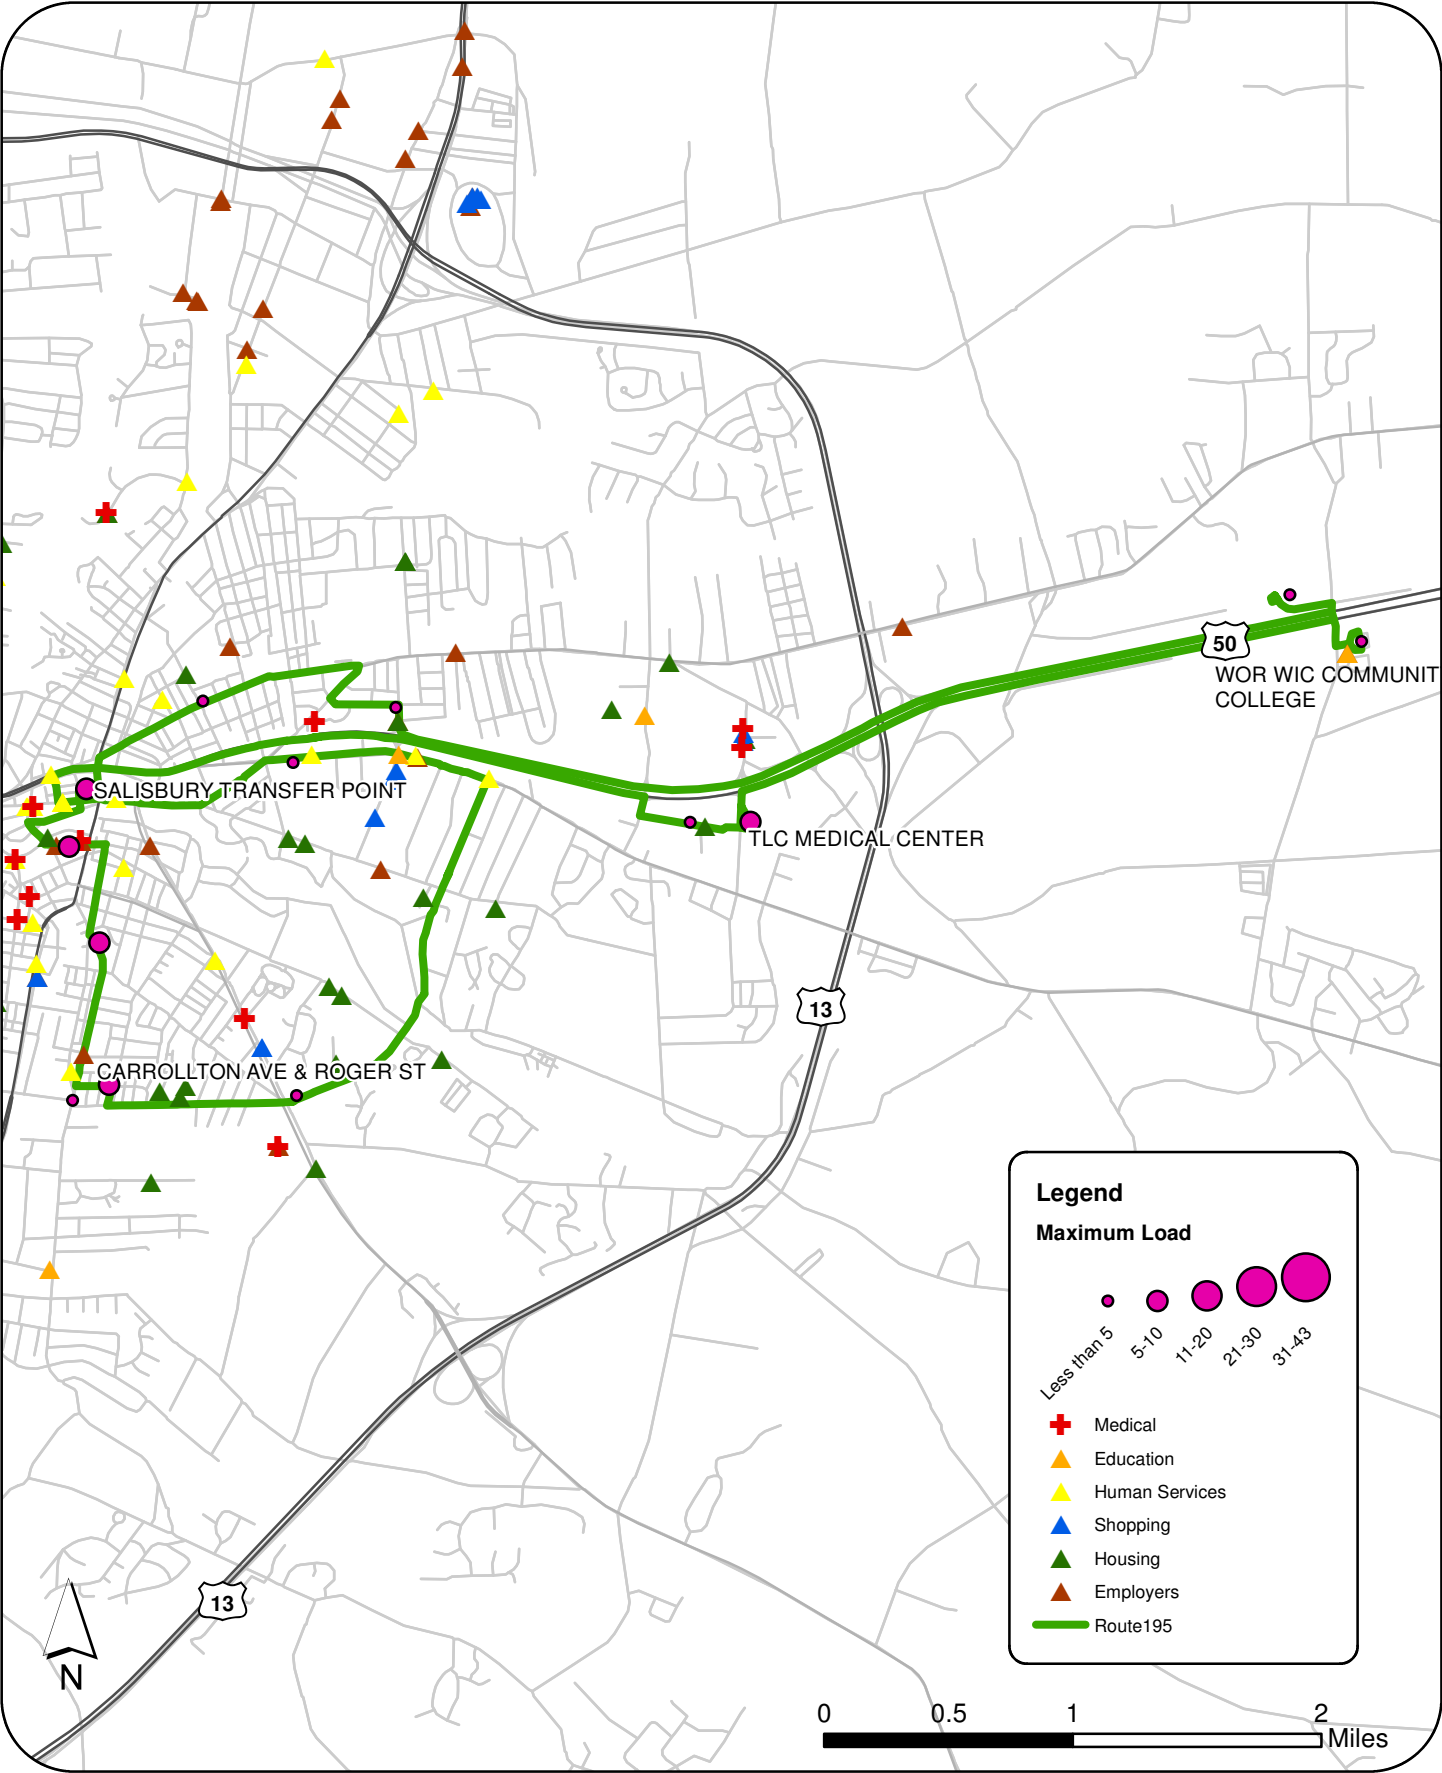 50
WOR WIC COMMUNIT
COLLEGE
SALISBURY TRANSFER POINT
TLC MEDICAL CENTER
13
CARROLLTON AVE & ROGER ST
Legend
Maximum Load
Less than 5
5-10
11-20
21-30
31-43
Medical
Education
Human Services
Shopping
Housing
Employers
Route195
13
N
0 0.5 1 2
Miles